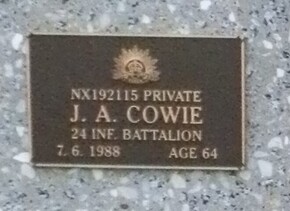 NX192115 PRIVATE
J. A. COWIE
24 INF. BATTALION
7. 6. 1988 AGE 64